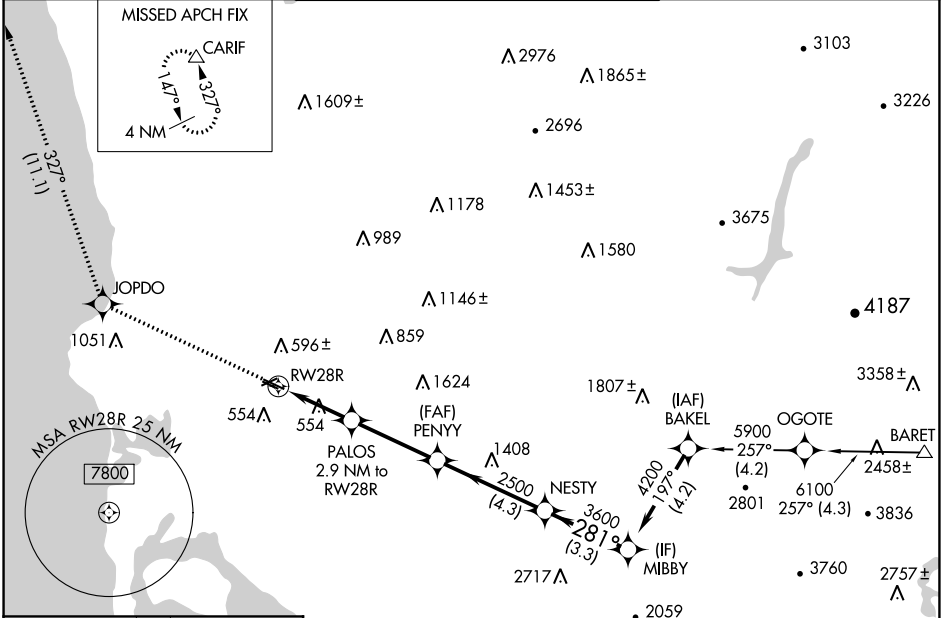 MISSED APCH FIX
CARIF
147°
327°
4 NM
2976
1865±
3103
1609±
3226
2696
327°
(11.1)
1453±
1178
3675
989
1580
JOPDO
1146±
4187
1051
859
596±
RW28R
1624
3358±
1807±
(IAF)
BAKEL
(FAF)
PENYY
554
554
OGOTE
BARET
5900
257°
(4.2)
MSA RW28R 25 NM
7800
PALOS
2.9 NM to
RW28R
1408
4200
197°
(4.2)
2458±
6100
257° (4.3)
2500
(4.3)
NESTY
2801
3836
3600
281°
(3.3)
(IF)
MIBBY
2717
3760
2757±
2059